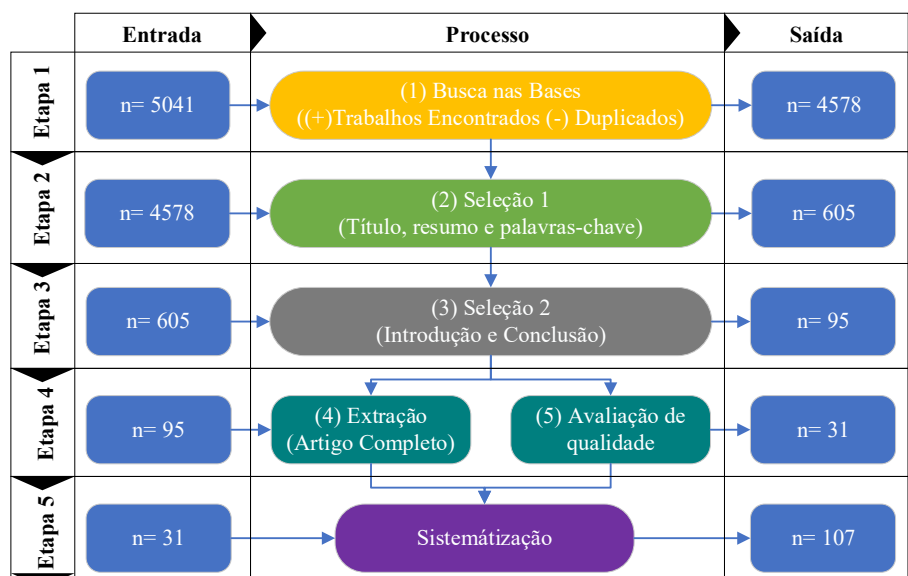 Entrada
Processo
Saída
Etapa 1
n= 5041
(1) Busca nas Bases
((+)Trabalhos Encontrados (-) Duplicados)
n= 4578
Etapa 2
n= 4578
(2) Seleção 1
(Título, resumo e palavras-chave)
n= 605
Etapa 3
n= 605
(3) Seleção 2
(Introdução e Conclusão)
n= 95
Etapa 4
n= 95
(4) Extração
(Artigo Completo)
(5) Avaliação de
qualidade
n= 31
Etapa 5
n= 31
Sistemátização
n= 107